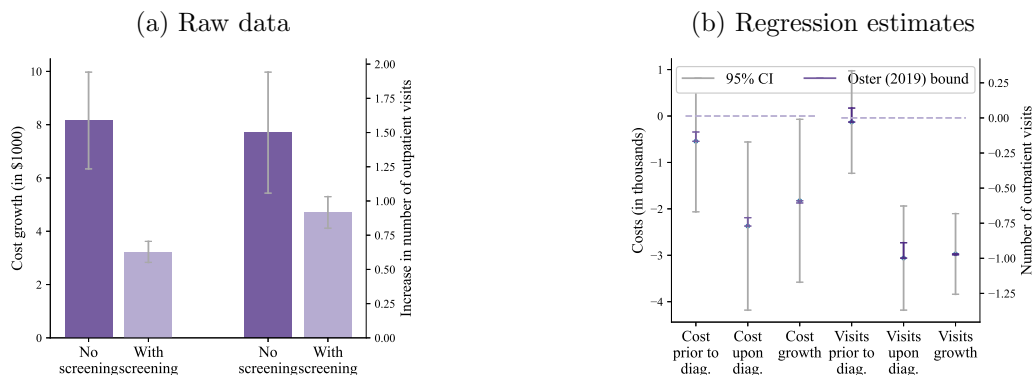 (a) Raw data
Cost growth (in $1000)
10
8
6
4
2
0
Increase in number of outpatient visits
2.00
1.75
1.50
1.25
1.00
0.75
0.50
0.25
0.00
No screening
With screening
No screening
With screening
(b) Regression estimates
95% CI
Oster (2019) bound
Costs (in thousands)
1
0
−1
−2
−3
−4
Number of outpatient visits
0.25
0.00
−0.25
−0.50
−0.75
−1.00
−1.25
Cost prior to diag.
Cost upon diag.
Cost growth
Visits prior to diag.
Visits upon diag.
Visits growth